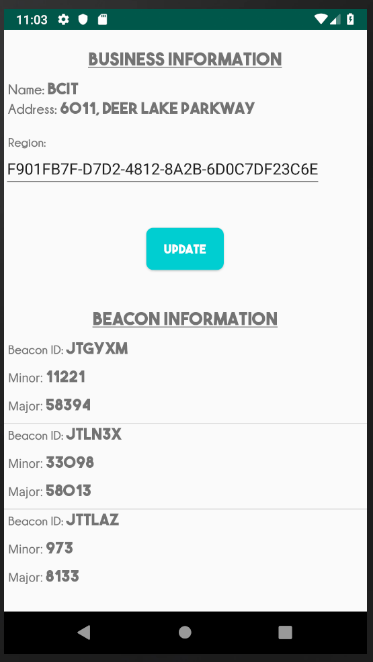 11:03
BUSINESS INFORMATION
Name: BCIT
Address: 6011, DEER LAKE PARKWAY
Region:
F901FB7F-D7D2-4812-8A2B-6D0C7DF23C6E
UPDATE
BEACON INFORMATION
Beacon ID: JTGYXM
Minor: 11221
Major: 58394
Beacon ID: JTLN3X
Minor: 33098
Major: 58013
Beacon ID: JTTLAZ
Minor: 973
Major: 8133